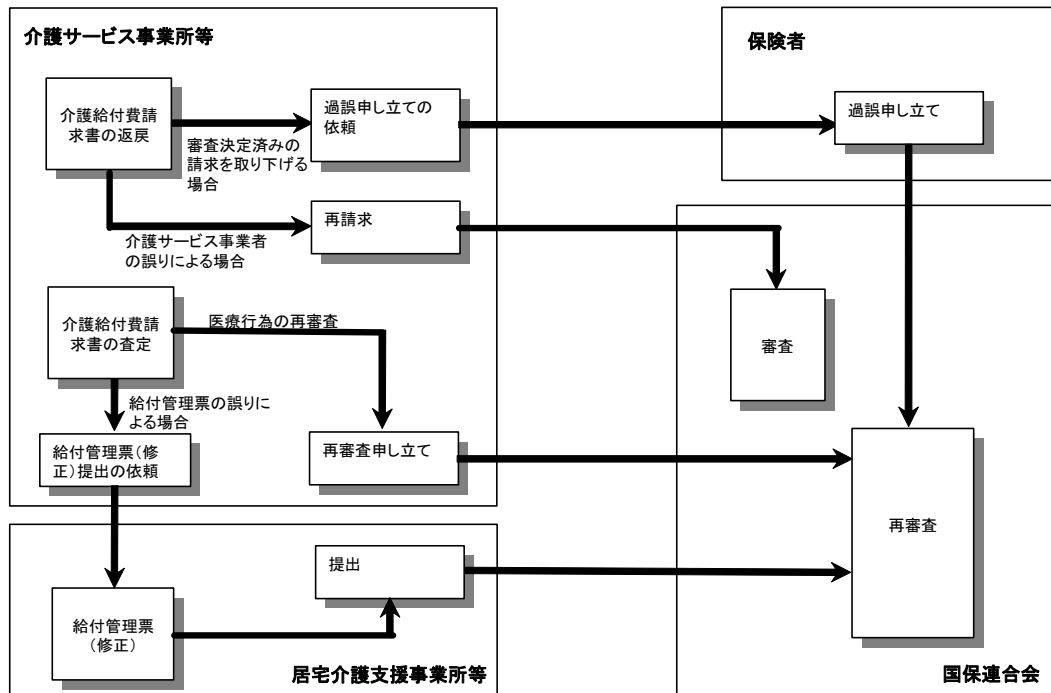 介護サービス事業所等
介護給付費請
求書の返戻
審査決定済みの
請求を取り下げる
場合
過誤申し立ての
依頼
介護サービス事業者
の誤りによる場合
再請求
介護給付費請
求書の査定
医療行為の再審査
給付管理票の誤りに
よる場合
給付管理票(修
正)提出の依頼
再審査申し立て
保険者
過誤申し立て
審査
再審査
国保連合会
提出
給付管理票
(修正)
居宅介護支援事業所等